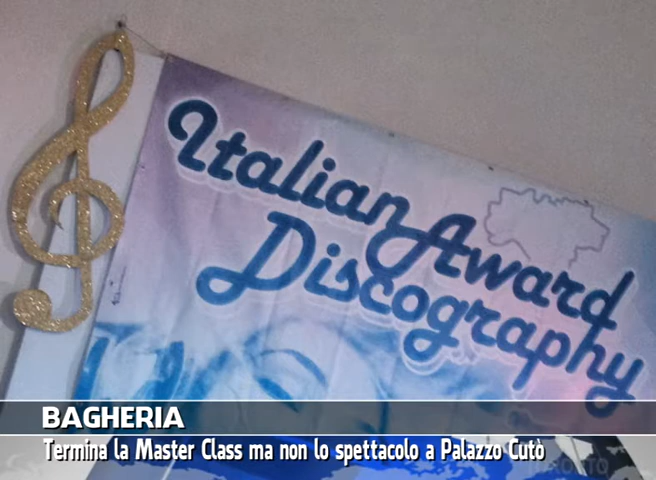 Italian Award
Discography
BAGHERIA
Termina la Master Class ma non lo spettacolo a Palazzo Cutò